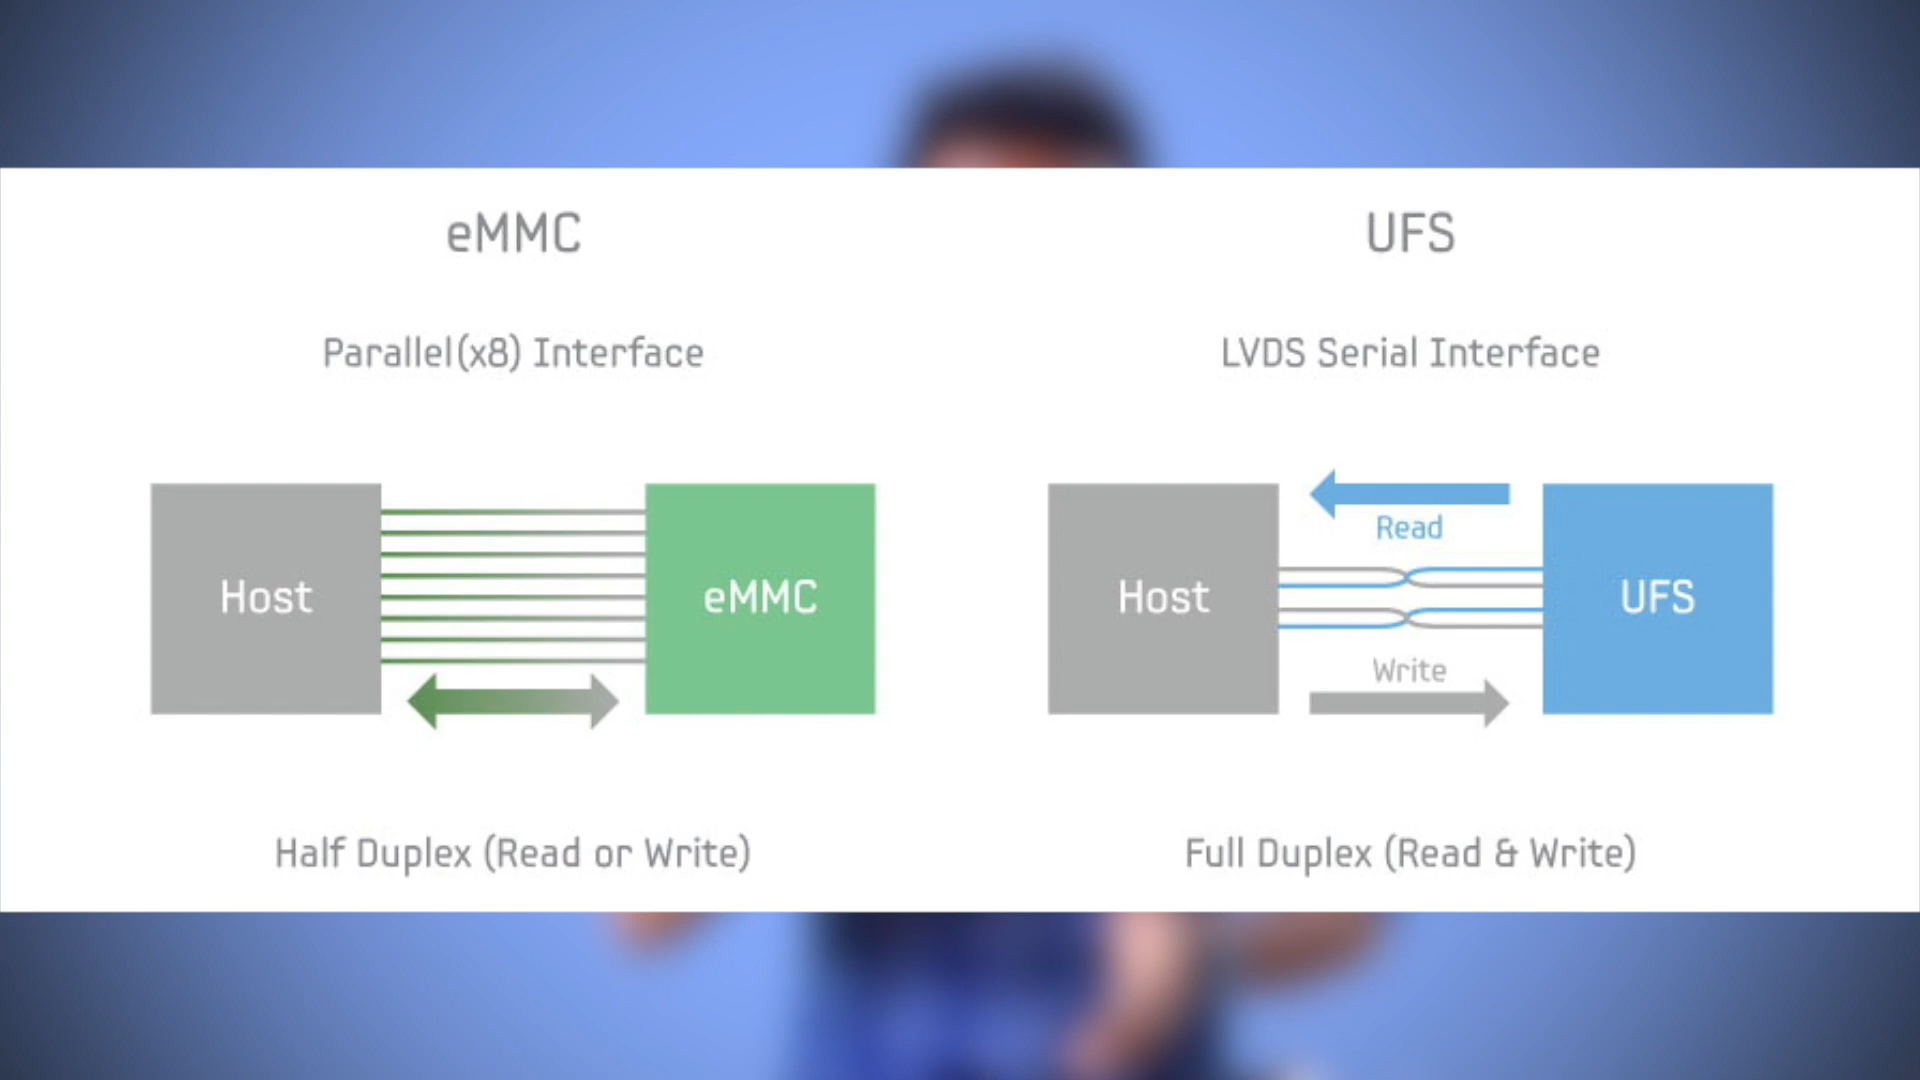 eMMC
Parallel(x8) Interface
Host
eMMC
Half Duplex (Read or Write)
UFS
LVDS Serial Interface
Host
Read
Write
UFS
Full Duplex (Read & Write)